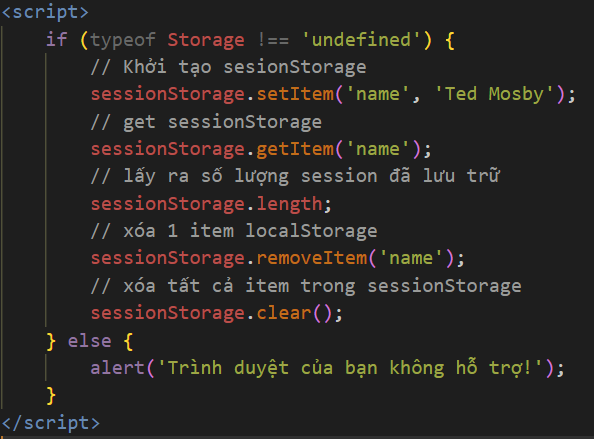 <script>
if (typeof Storage !== 'undefined') {
// Khởi tạo sesionStorage
sessionStorage.setItem('name', 'Ted Mosby');
// get sessionStorage
sessionStorage.getItem('name');
// lấy ra số lượng session đã lưu trữ
sessionStorage.length;
// xóa 1 item localStorage
sessionStorage.removeItem('name');
// xóa tất cả item trong sessionStorage
sessionStorage.clear();
} else {
alert('Trình duyệt của bạn không hỗ trợ!');
}
</script>